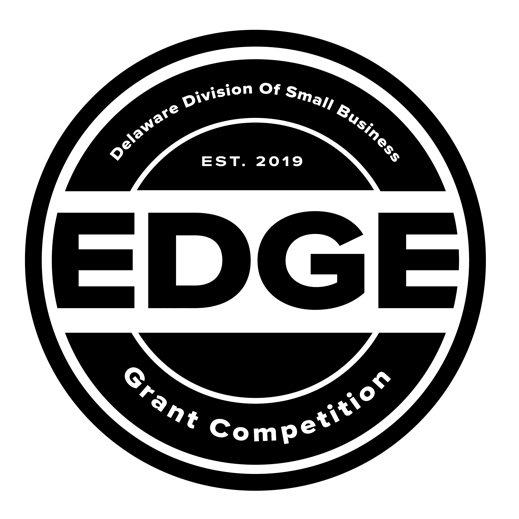 Delaware Division Of Small Business
EST. 2019
EDGE
Grant Competition